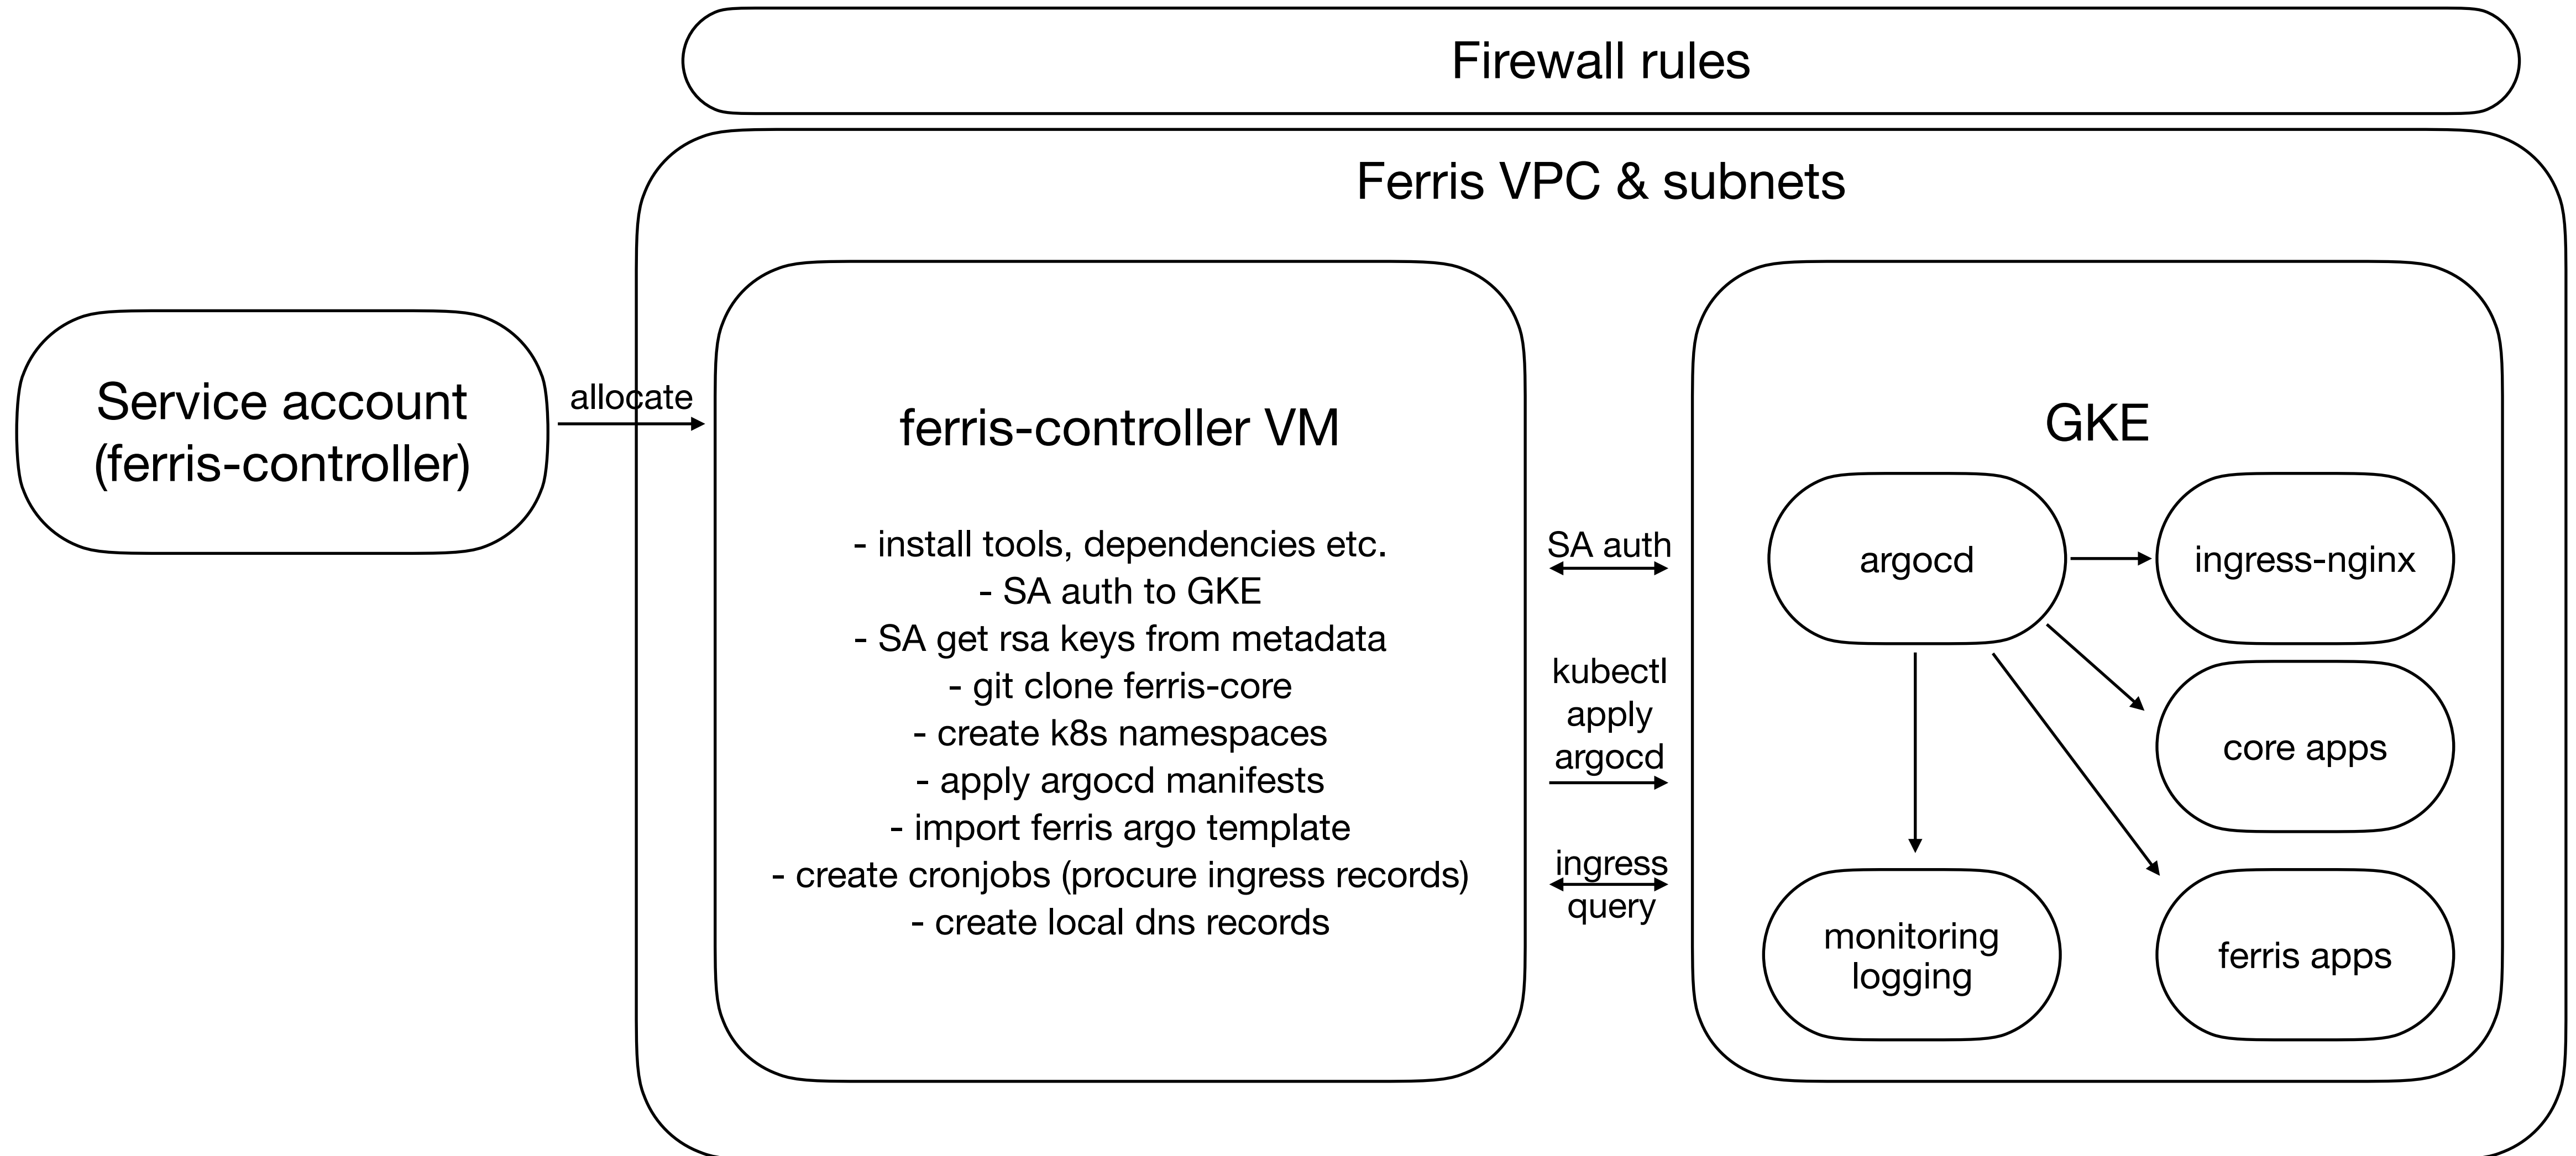 Firewall rules
Ferris VPC & subnets
Service account
(ferris-controller)
allocate
ferris-controller VM
- install tools, dependencies etc.
- SA auth to GKE
- SA get rsa keys from metadata
- git clone ferris-core
- create k8s namespaces
- apply argocd manifests
- import ferris argo template
- create cronjobs (procure ingress records)
- create local dns records
SA auth
kubectl
apply
argocd
ingress
query
GKE
argocd
ingress-nginx
core apps
monitoring
logging
ferris apps